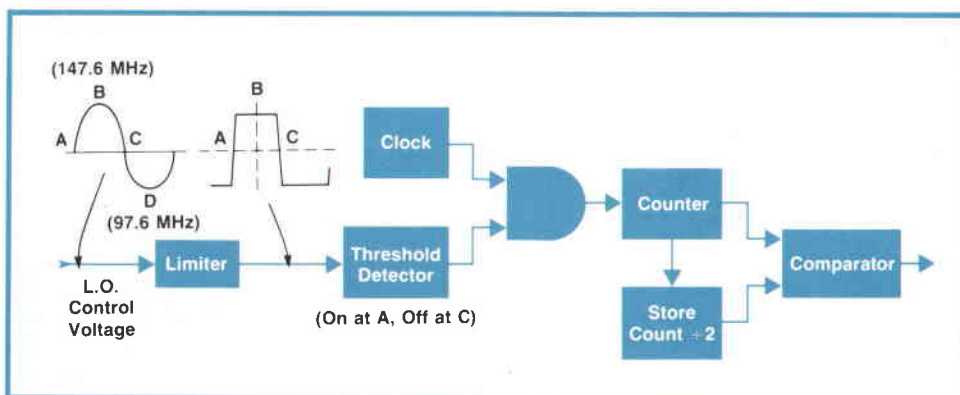 (147.6 MHz)
B
A
C
D
(97.6 MHz)
B
A
C
L.O.
Control
Voltage
Limiter
Threshold
Detector
(On at A, Off at C)
Clock
Counter
Store
Count ÷2
Comparator